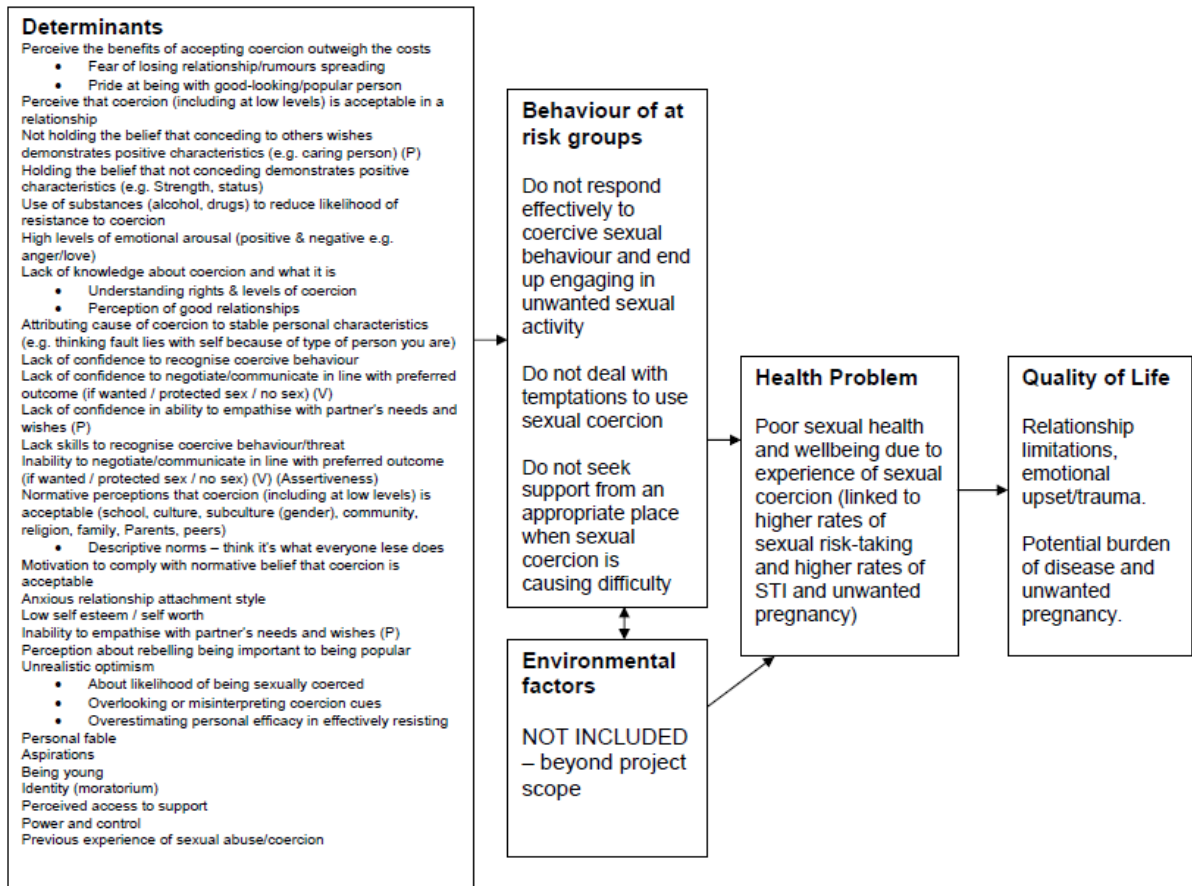 Determinants
Perceive the benefits of accepting coercion outweigh the costs
• Fear of losing relationship/rumours spreading
• Pride at being with good-looking/popular person
Perceive that coercion (including at low levels) is acceptable in a
relationship
Not holding the belief that conceding to others wishes
demonstrates positive characteristics (e.g. caring person) (P)
Holding the belief that not conceding demonstrates positive
characteristics (e.g. Strength, status)
Use of substances (alcohol, drugs) to reduce likelihood of
resistance to coercion
High levels of emotional arousal (positive & negative e.g.
anger/love)
Lack of knowledge about coercion and what it is
• Understanding rights & levels of coercion
• Perception of good relationships
Attributing cause of coercion to stable personal characteristics
(e.g. thinking fault lies with self because of type of person you are)
Lack of confidence to recognise coercive behaviour
Lack of confidence to negotiate/communicate in line with preferred
outcome (if wanted / protected sex / no sex) (V)
Lack of confidence in ability to empathise with partner's needs and
wishes (P)
Lack skills to recognise coercive behaviour/threat
Inability to negotiate/communicate in line with preferred outcome
(if wanted / protected sex / no sex) (V) (Assertiveness)
Normative perceptions that coercion (including at low levels) is
acceptable (school, culture, subculture (gender), community,
religion, family, Parents, peers)
• Descriptive norms – think it's what everyone lese does
Motivation to comply with normative belief that coercion is
acceptable
Anxious relationship attachment style
Low self esteem / self worth
Inability to empathise with partner's needs and wishes (P)
Perception about rebelling being important to being popular
Unrealistic optimism
• About likelihood of being sexually coerced
• Overlooking or misinterpreting coercion cues
• Overestimating personal efficacy in effectively resisting
Personal fable
Aspirations
Being young
Identity (moratorium)
Perceived access to support
Power and control
Previous experience of sexual abuse/coercion
Behaviour of at
risk groups
Do not respond
effectively to
coercive sexual
behaviour and end
up engaging in
unwanted sexual
activity
Do not deal with
temptations to use
sexual coercion
Do not seek
support from an
appropriate place
when sexual
coercion is
causing difficulty
Environmental
factors
NOT INCLUDED
– beyond project
scope
Health Problem
Poor sexual health
and wellbeing due to
experience of sexual
coercion (linked to
higher rates of
sexual risk-taking
and higher rates of
STI and unwanted
pregnancy)
Quality of Life
Relationship
limitations,
emotional
upset/trauma.
Potential burden
of disease and
unwanted
pregnancy.